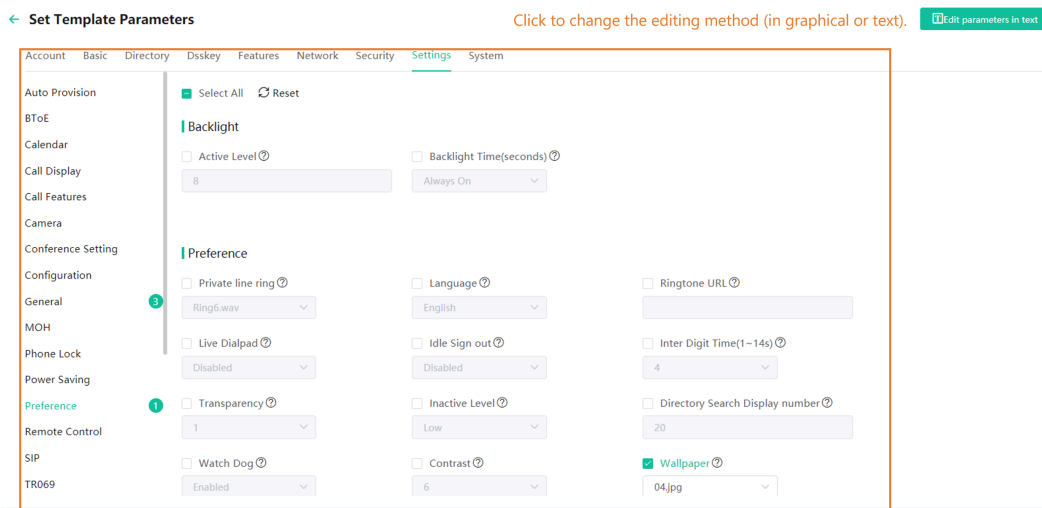 ← Set Template Parameters
Click to change the editing method (in graphical or text).
Edit parameters in text
Account Basic Directory Dsskey Features Network Security Settings System
Auto Provision
BToE
Calendar
Call Display
Call Features
Camera
Conference Setting
Configuration
General 3
MOH
Phone Lock
Power Saving
Preference 1
Remote Control
SIP
TR069
Select All Reset
Backlight
Active Level Backlight Time(seconds)
8 Always On
Preference
Private line ring Language Ringtone URL
Ring6.wav English
Live Dialpad Idle Sign out Inter Digit Time(1~14s)
Disabled Disabled 4
Transparency Inactive Level Directory Search Display number
1 Low 20
Watch Dog Contrast Wallpaper
Enabled 6 04.jpg